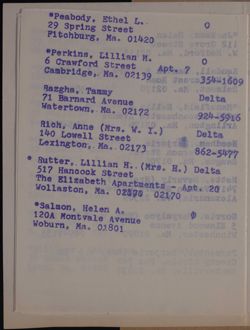 *Peabody, Ethel L. O
29 Spring Street
Fitchburg, Ma. 01420
*Perkins, Lillian M. O
6 Crawford Street Apt. 7
Cambridge, Ma. 02139 354-1609
Razgha, Tammy Delta
71 Barnard Avenue
Watertown, Ma. 02172 924-5916
Rich, Anne (Mrs. W. I.) Delta
140 Lowell Street
Lexington, Ma. 02173 862-5477
* Rutter, Lillian H. (Mrs. H.) Delta
517 Hancock Street
The Elizabeth Apartments - Apt. 20
Wollaston, Ma. 02170
*Salmon, Helen A.
120A Montvale Avenue
Woburn, Ma. 01801